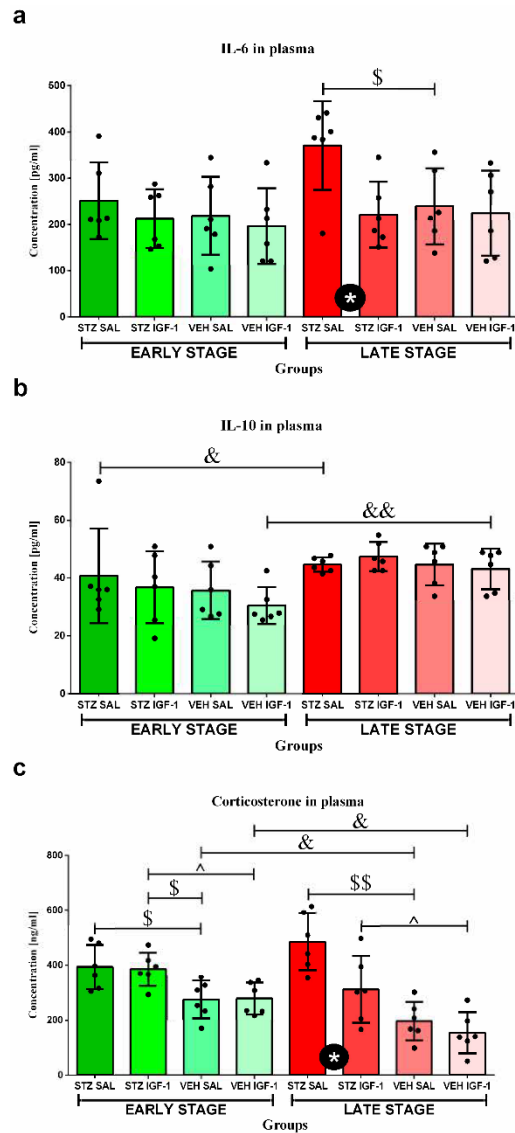 a
IL-6 in plasma
$
Concentration [pg/ml]
500
400
300
200
100
0
*
STZ SAL STZ IGF-1 VEH SAL VEH IGF-1 STZ SAL STZ IGF-1 VEH SAL VEH IGF-1
EARLY STAGE LATE STAGE
Groups
b
IL-10 in plasma
&
&&
Concentration [pg/ml]
80
60
40
20
0
STZ SAL STZ IGF-1 VEH SAL VEH IGF-1 STZ SAL STZ IGF-1 VEH SAL VEH IGF-1
EARLY STAGE LATE STAGE
Groups
c
Corticosterone in plasma
&
&
^
$
$
$$
^
Concentration [ng/ml]
800
600
400
200
0
*
STZ SAL STZ IGF-1 VEH SAL VEH IGF-1 STZ SAL STZ IGF-1 VEH SAL VEH IGF-1
EARLY STAGE LATE STAGE
Groups